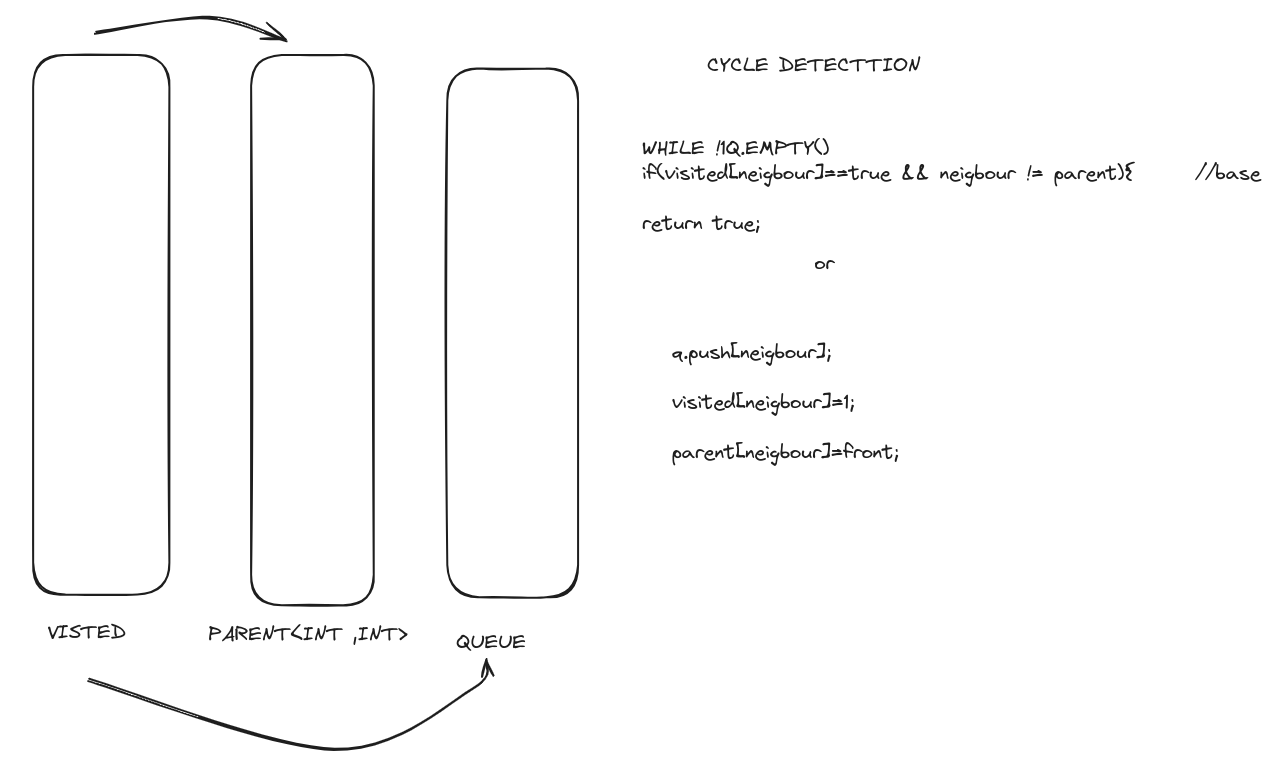 CYCLE DETECTTION
WHILE !1Q.EMPTY()
if(visited[neigbour]==true && neigbour != parent){ //base
return true;
or
q.push[neigbour];
visited[neigbour]=1;
parent[neigbour]=front;
VISTED
PARENT<INT ,INT>
QUEUE